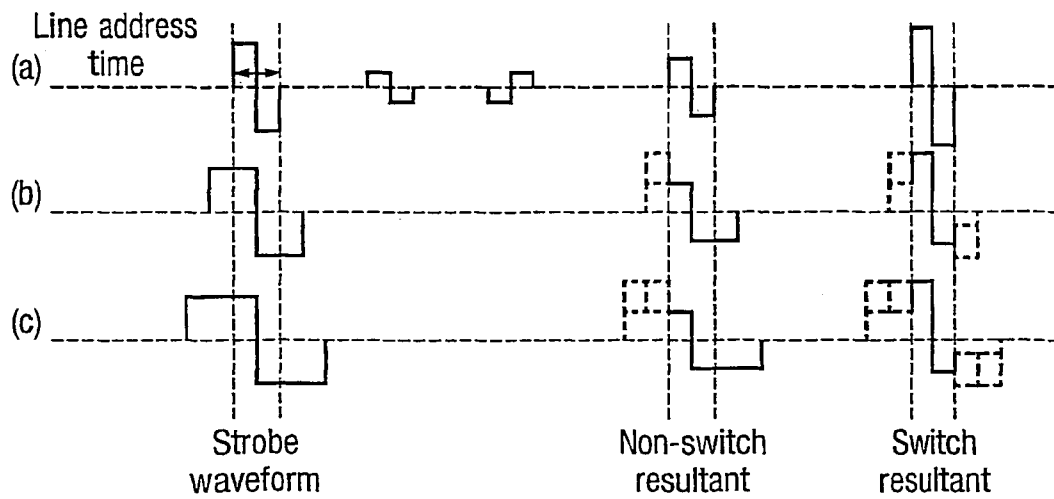 Line address
time
(a)
(b)
(c)
Strobe
waveform
Non-switch
resultant
Switch
resultant